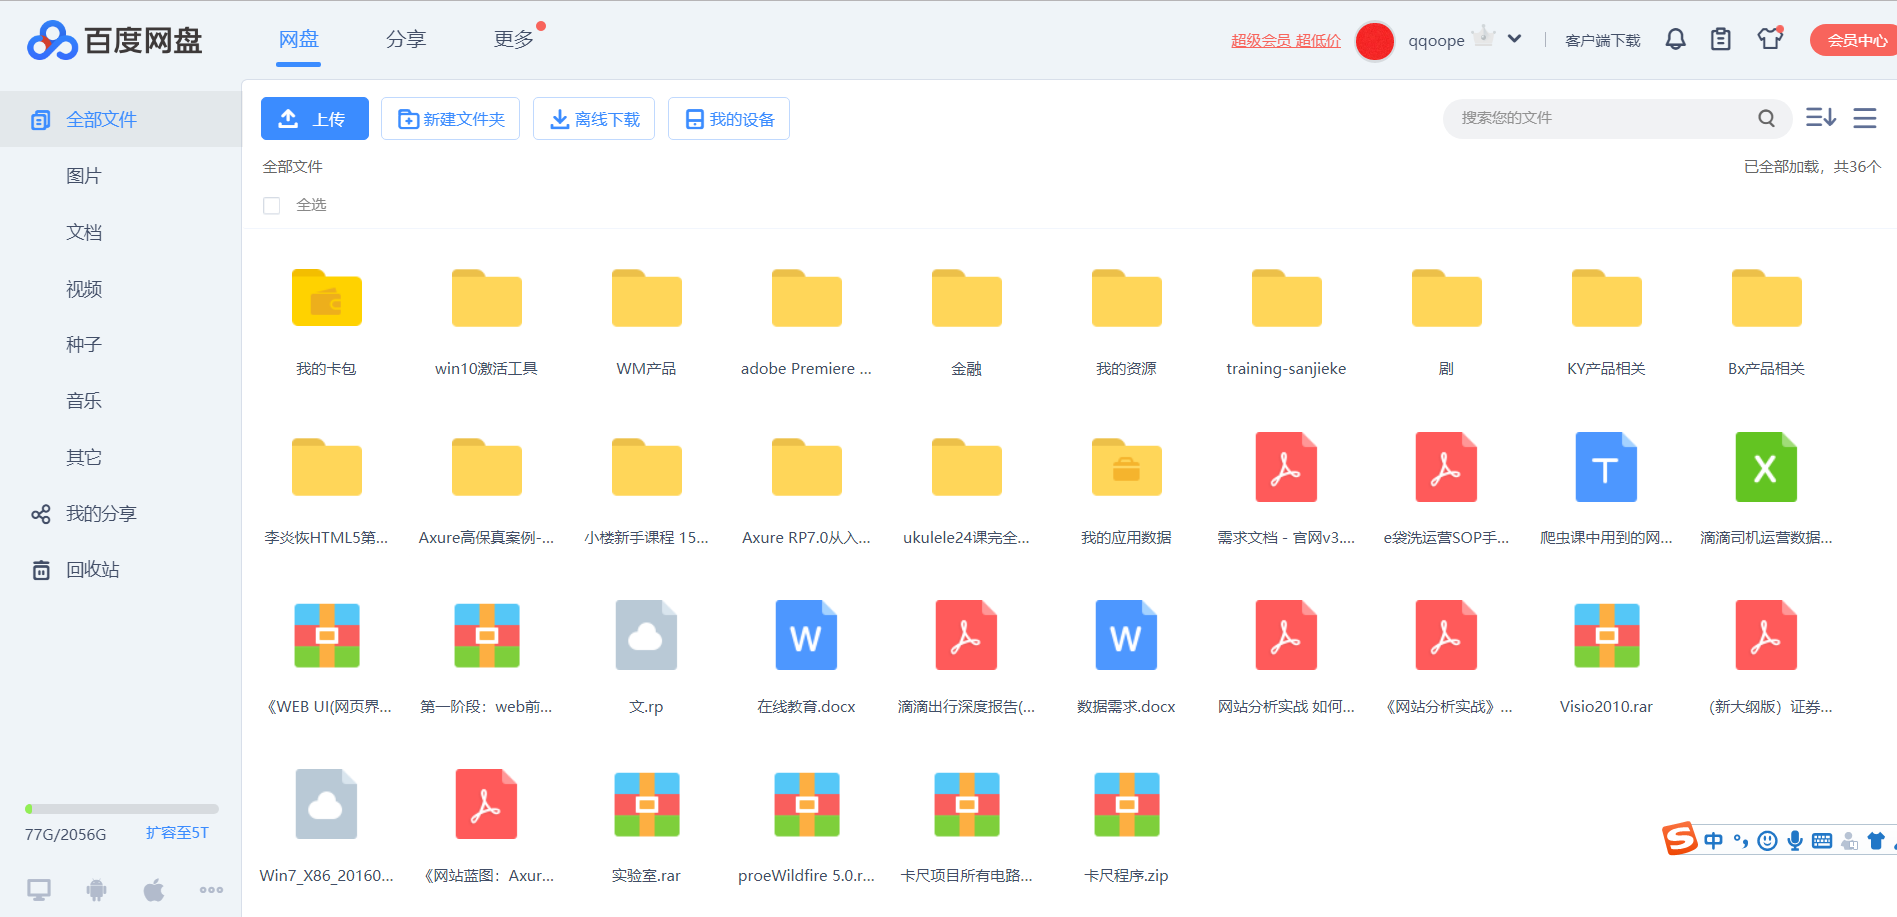 百度网盘
网盘
分享
更多
超级会员 超低价
qqoope
客户端下载
会员中心
全部文件
图片
文档
视频
种子
音乐
其它
我的分享
回收站
77G/2056G
扩容至5T
上传
新建文件夹
离线下载
我的设备
搜索您的文件
全部文件
已全部加载，共36个
全选
我的卡包
win10激活工具
WM产品
adobe Premiere ...
金融
我的资源
training-sanjieke
剧
KY产品相关
Bx产品相关
李炎恢HTML5第...
Axure高保真案例-...
小楼新手课程 15...
Axure RP7.0从入...
ukulele24课完全...
我的应用数据
需求文档 - 官网v3....
e袋洗运营SOP手...
爬虫课中用到的网...
滴滴司机运营数据...
《WEB UI(网页界...
第一阶段：web前...
文.rp
在线教育.docx
滴滴出行深度报告(...
数据需求.docx
网站分析实战 如何...
《网站分析实战》...
Visio2010.rar
（新大纲版）证券...
Win7_X86_20160...
《网站蓝图：Axur...
实验室.rar
proeWildfire 5.0.r...
卡尺项目所有电路...
卡尺程序.zip
中